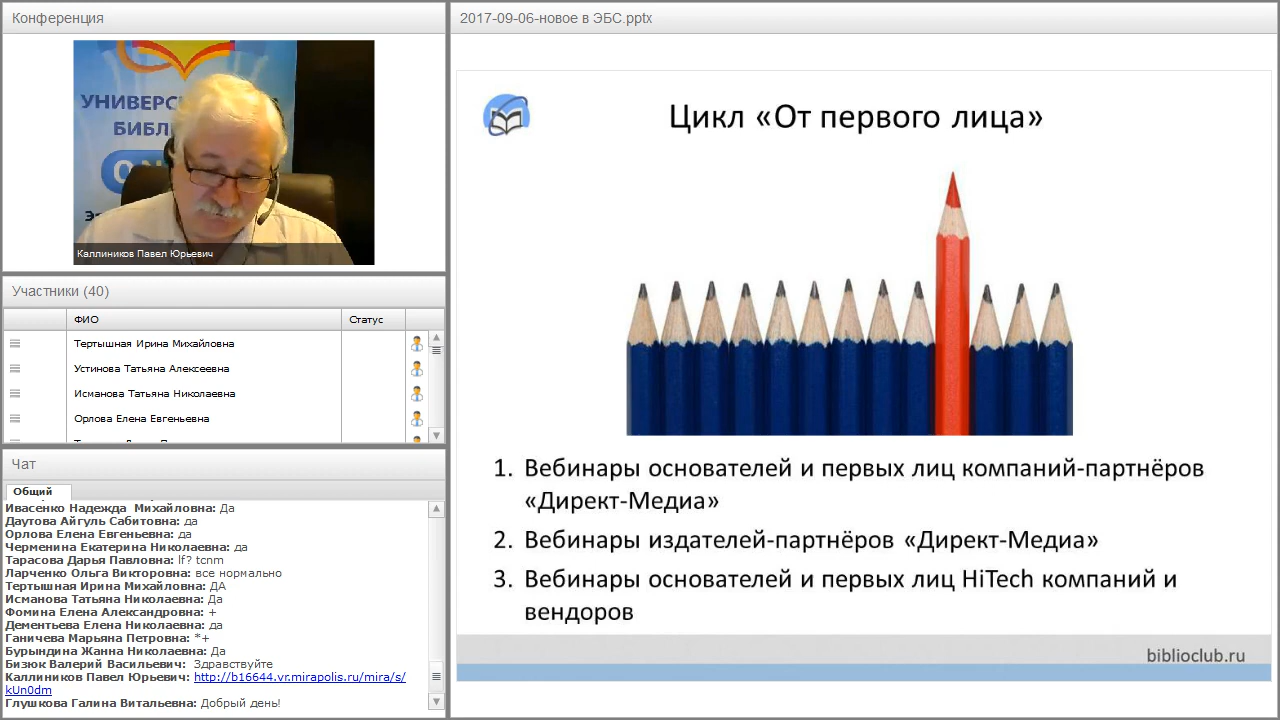 Конференция
УНИВЕРС
БИБЛ
Каллиников Павел Юрьевич
Участники (40)
ФИО
Статус
Тертышная Ирина Михайловна
Устинова Татьяна Алексеевна
Исманова Татьяна Николаевна
Орлова Елена Евгеньевна
Чат
Общий
Ивасенко Надежда Михайловна: Да
Даутова Айгуль Сабитовна: да
Орлова Елена Евгеньевна: да
Черменина Екатерина Николаевна: да
Тарасова Дарья Павловна: lf? tcnm
Ларченко Ольга Викторовна: все нормально
Тертышная Ирина Михайловна: ДА
Исманова Татьяна Николаевна: Да
Фомина Елена Александровна: +
Дементьева Елена Николаевна: да
Ганичева Марьяна Петровна: *+
Бурындина Жанна Николаевна: Да
Бизюк Валерий Васильевич: Здравствуйте
Каллиников Павел Юрьевич: http://b16644.vr.mirapolis.ru/mira/s/
kUn0dm
Глушкова Галина Витальевна: Добрый день!
2017-09-06-новое в ЭБС.pptx
Цикл «От первого лица»
1. Вебинары основателей и первых лиц компаний-партнёров
«Директ-Медиа»
2. Вебинары издателей-партнёров «Директ-Медиа»
3. Вебинары основателей и первых лиц HiTech компаний и
вендоров
biblioclub.ru